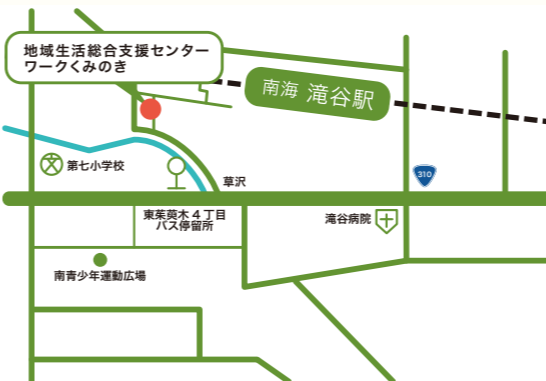 地域生活総合支援センター
ワークくみのき
南海 滝谷駅
310
第七小学校
草沢
東茱萸木4丁目
バス停留所
滝谷病院
南青少年運動広場